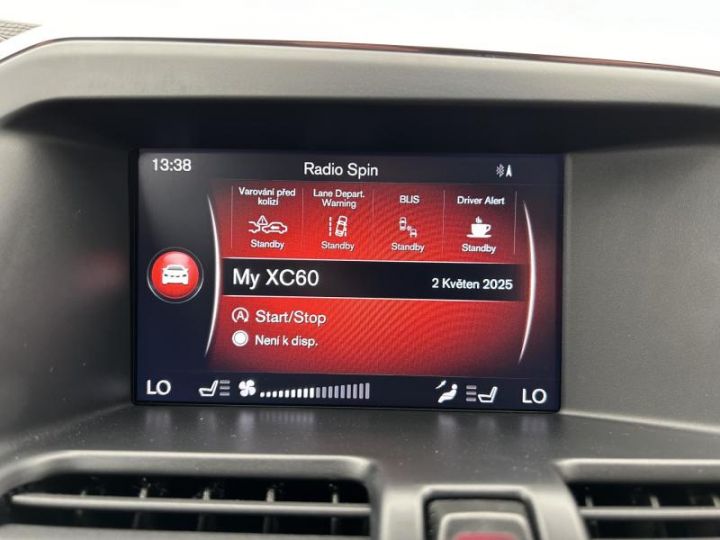 13:38
Radio Spin
Varování před
kolizí
Standby
Lane Depart.
Warning
Standby
BLIS
Standby
Driver Alert
Standby
My XC60
2 Květen 2025
Start/Stop
Není k disp.
LO
LO